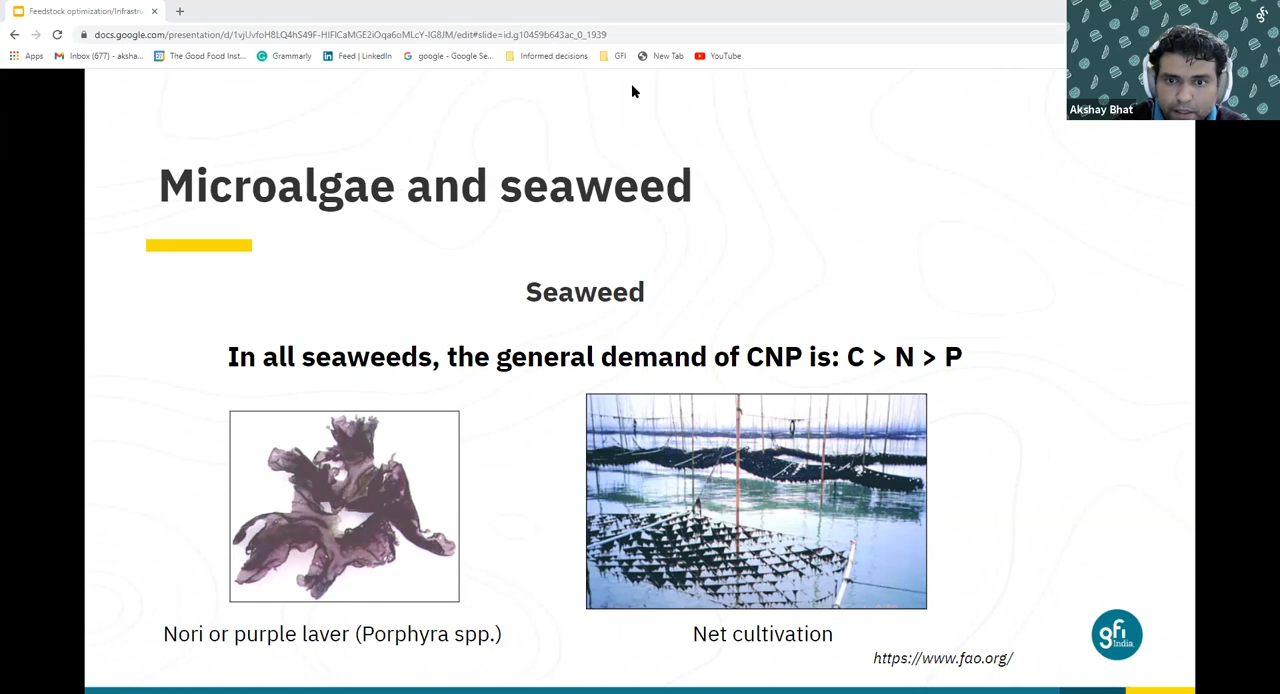 Feedstock optimization/Infrastru
docs.google.com/presentation/d/1vjUvfoH8LQ4hS49F-HIFlCaMGE2iOqa6oMLcY-IG8JM/edit#slide=id.g10459b643ac_0_1939
Apps
Inbox (677) - aksha...
The Good Food Inst...
Grammarly
Feed | LinkedIn
google - Google Se...
Informed decisions
GFI
New Tab
YouTube
gfi
Akshay Bhat
Microalgae and seaweed
Seaweed
In all seaweeds, the general demand of CNP is: C > N > P
Nori or purple laver (Porphyra spp.)
Net cultivation
https://www.fao.org/
gfi
India